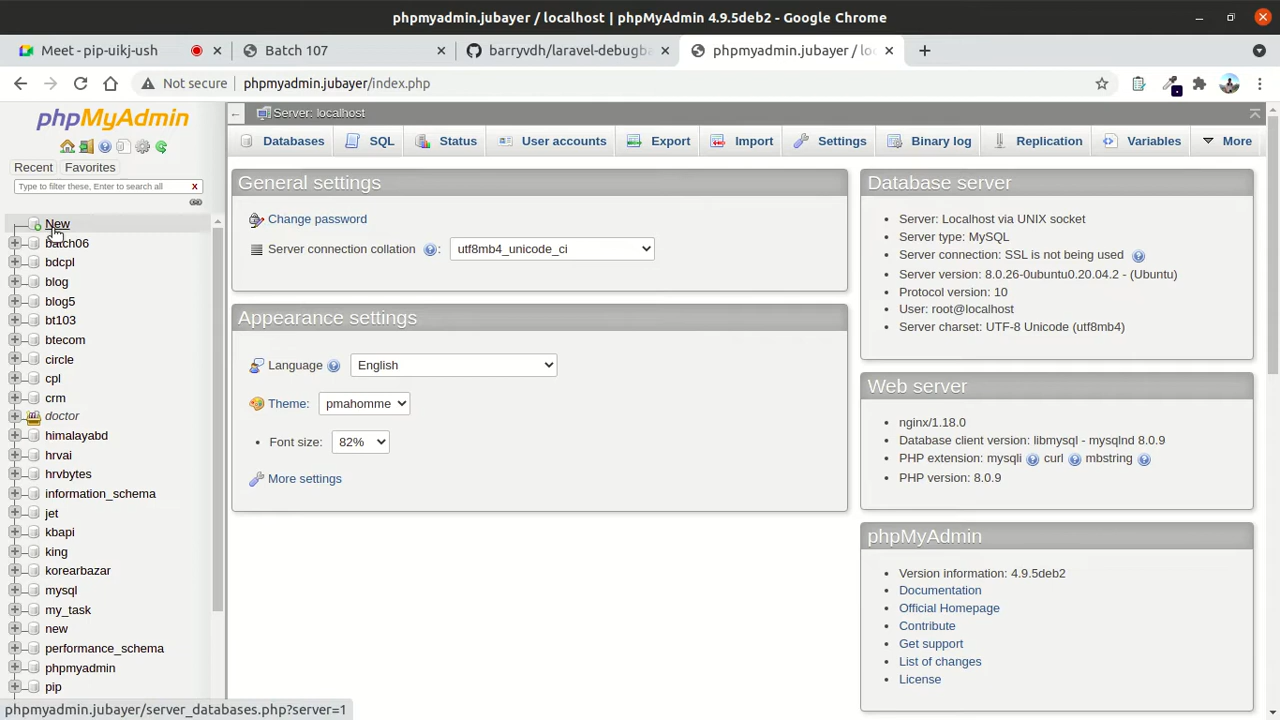 phpmyadmin.jubayer / localhost | phpMyAdmin 4.9.5deb2 - Google Chrome
Meet - pip-uikj-ush
Batch 107
barryvdh/laravel-debugba
phpmyadmin.jubayer / loc
Not secure
phpmyadmin.jubayer/index.php
phpMyAdmin
Recent
Favorites
Type to filter these, Enter to search all
X
New
batch06
bdcpl
blog
blog5
bt103
btecom
circle
cpl
crm
doctor
himalayabd
hrvai
hrvbytes
information_schema
jet
kbapi
king
korearbazar
mysql
my_task
new
performance_schema
phpmyadmin
pip
phpmyadmin.jubayer/server_databases.php?server=1
Server: localhost
Databases
SQL
Status
User accounts
Export
Import
Settings
Binary log
Replication
Variables
More
General settings
Change password
Server connection collation
:
utf8mb4_unicode_ci
Appearance settings
Language
English
Theme:
pmahomme
Font size:
82%
More settings
Database server
Server: Localhost via UNIX socket
Server type: MySQL
Server connection: SSL is not being used
Server version: 8.0.26-0ubuntu0.20.04.2 - (Ubuntu)
Protocol version: 10
User: root@localhost
Server charset: UTF-8 Unicode (utf8mb4)
Web server
nginx/1.18.0
Database client version: libmysql - mysqlnd 8.0.9
PHP extension: mysqli curl mbstring
PHP version: 8.0.9
phpMyAdmin
Version information: 4.9.5deb2
Documentation
Official Homepage
Contribute
Get support
List of changes
License